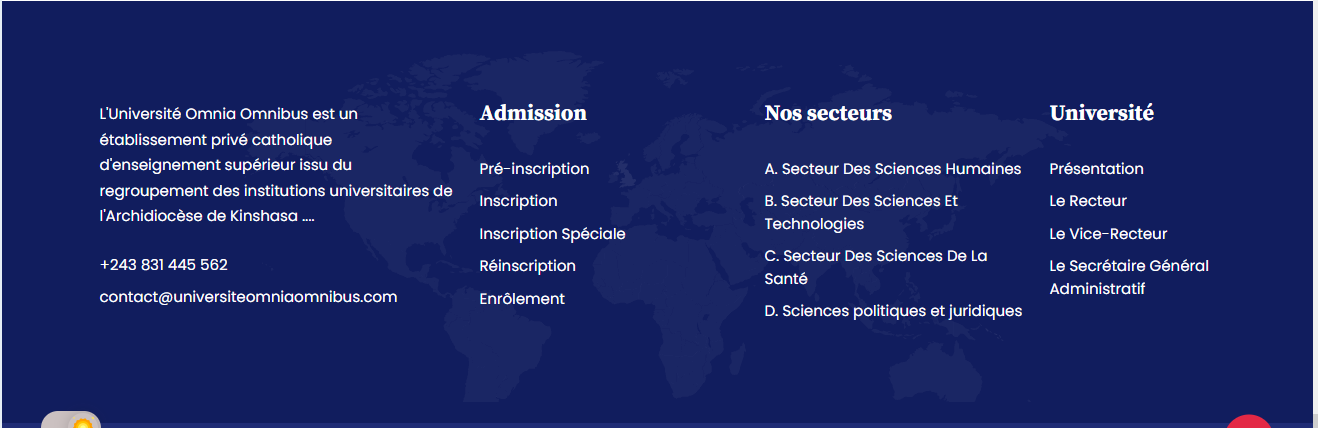 L'Université Omnia Omnibus est un
établissement privé catholique
d'enseignement supérieur issu du
regroupement des institutions universitaires de
l'Archidiocèse de Kinshasa ....
+243 831 445 562
contact@universiteomniaomnibus.com
Admission
Pré-inscription
Inscription
Inscription Spéciale
Réinscription
Enrôlement
Nos secteurs
A. Secteur Des Sciences Humaines
B. Secteur Des Sciences Et
Technologies
C. Secteur Des Sciences De La
Santé
D. Sciences politiques et juridiques
Université
Présentation
Le Recteur
Le Vice-Recteur
Le Secrétaire Général
Administratif